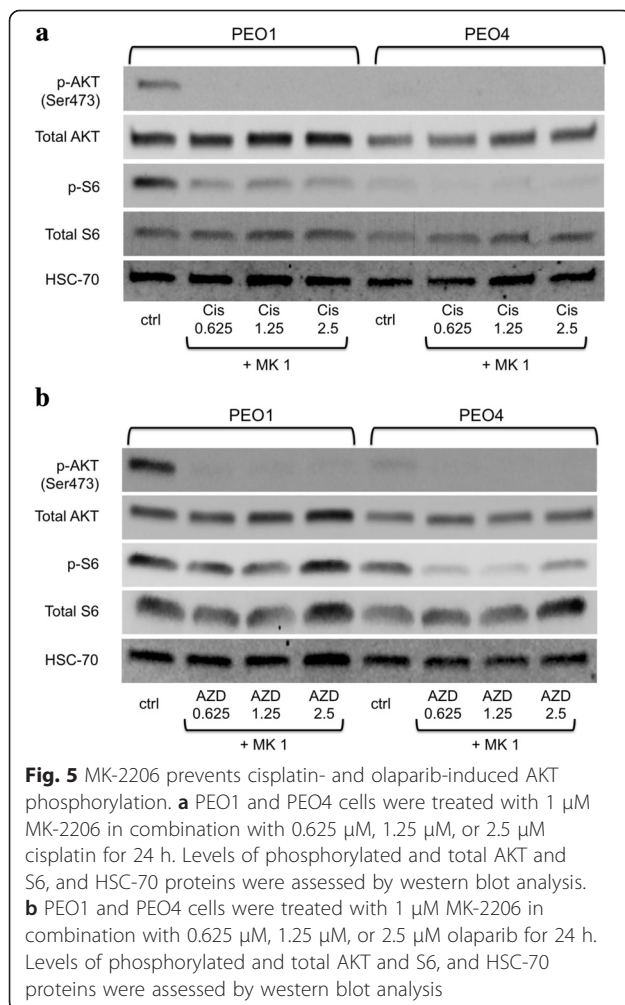 a
PEO1 PEO4
p-AKT
(Ser473)
Total AKT
p-S6
Total S6
HSC-70
ctrl Cis Cis Cis ctrl Cis Cis Cis
0.625 1.25 2.5 0.625 1.25 2.5
+ MK 1 + MK 1
b
PEO1 PEO4
p-AKT
(Ser473)
Total AKT
p-S6
Total S6
HSC-70
ctrl AZD AZD AZD ctrl AZD AZD AZD
0.625 1.25 2.5 0.625 1.25 2.5
+ MK 1 + MK 1
Fig. 5 MK-2206 prevents cisplatin- and olaparib-induced AKT
phosphorylation. a PEO1 and PEO4 cells were treated with 1 μM
MK-2206 in combination with 0.625 μM, 1.25 μM, or 2.5 μM
cisplatin for 24 h. Levels of phosphorylated and total AKT and
S6, and HSC-70 proteins were assessed by western blot analysis.
b PEO1 and PEO4 cells were treated with 1 μM MK-2206 in
combination with 0.625 μM, 1.25 μM, or 2.5 μM olaparib for 24 h.
Levels of phosphorylated and total AKT and S6, and HSC-70
proteins were assessed by western blot analysis